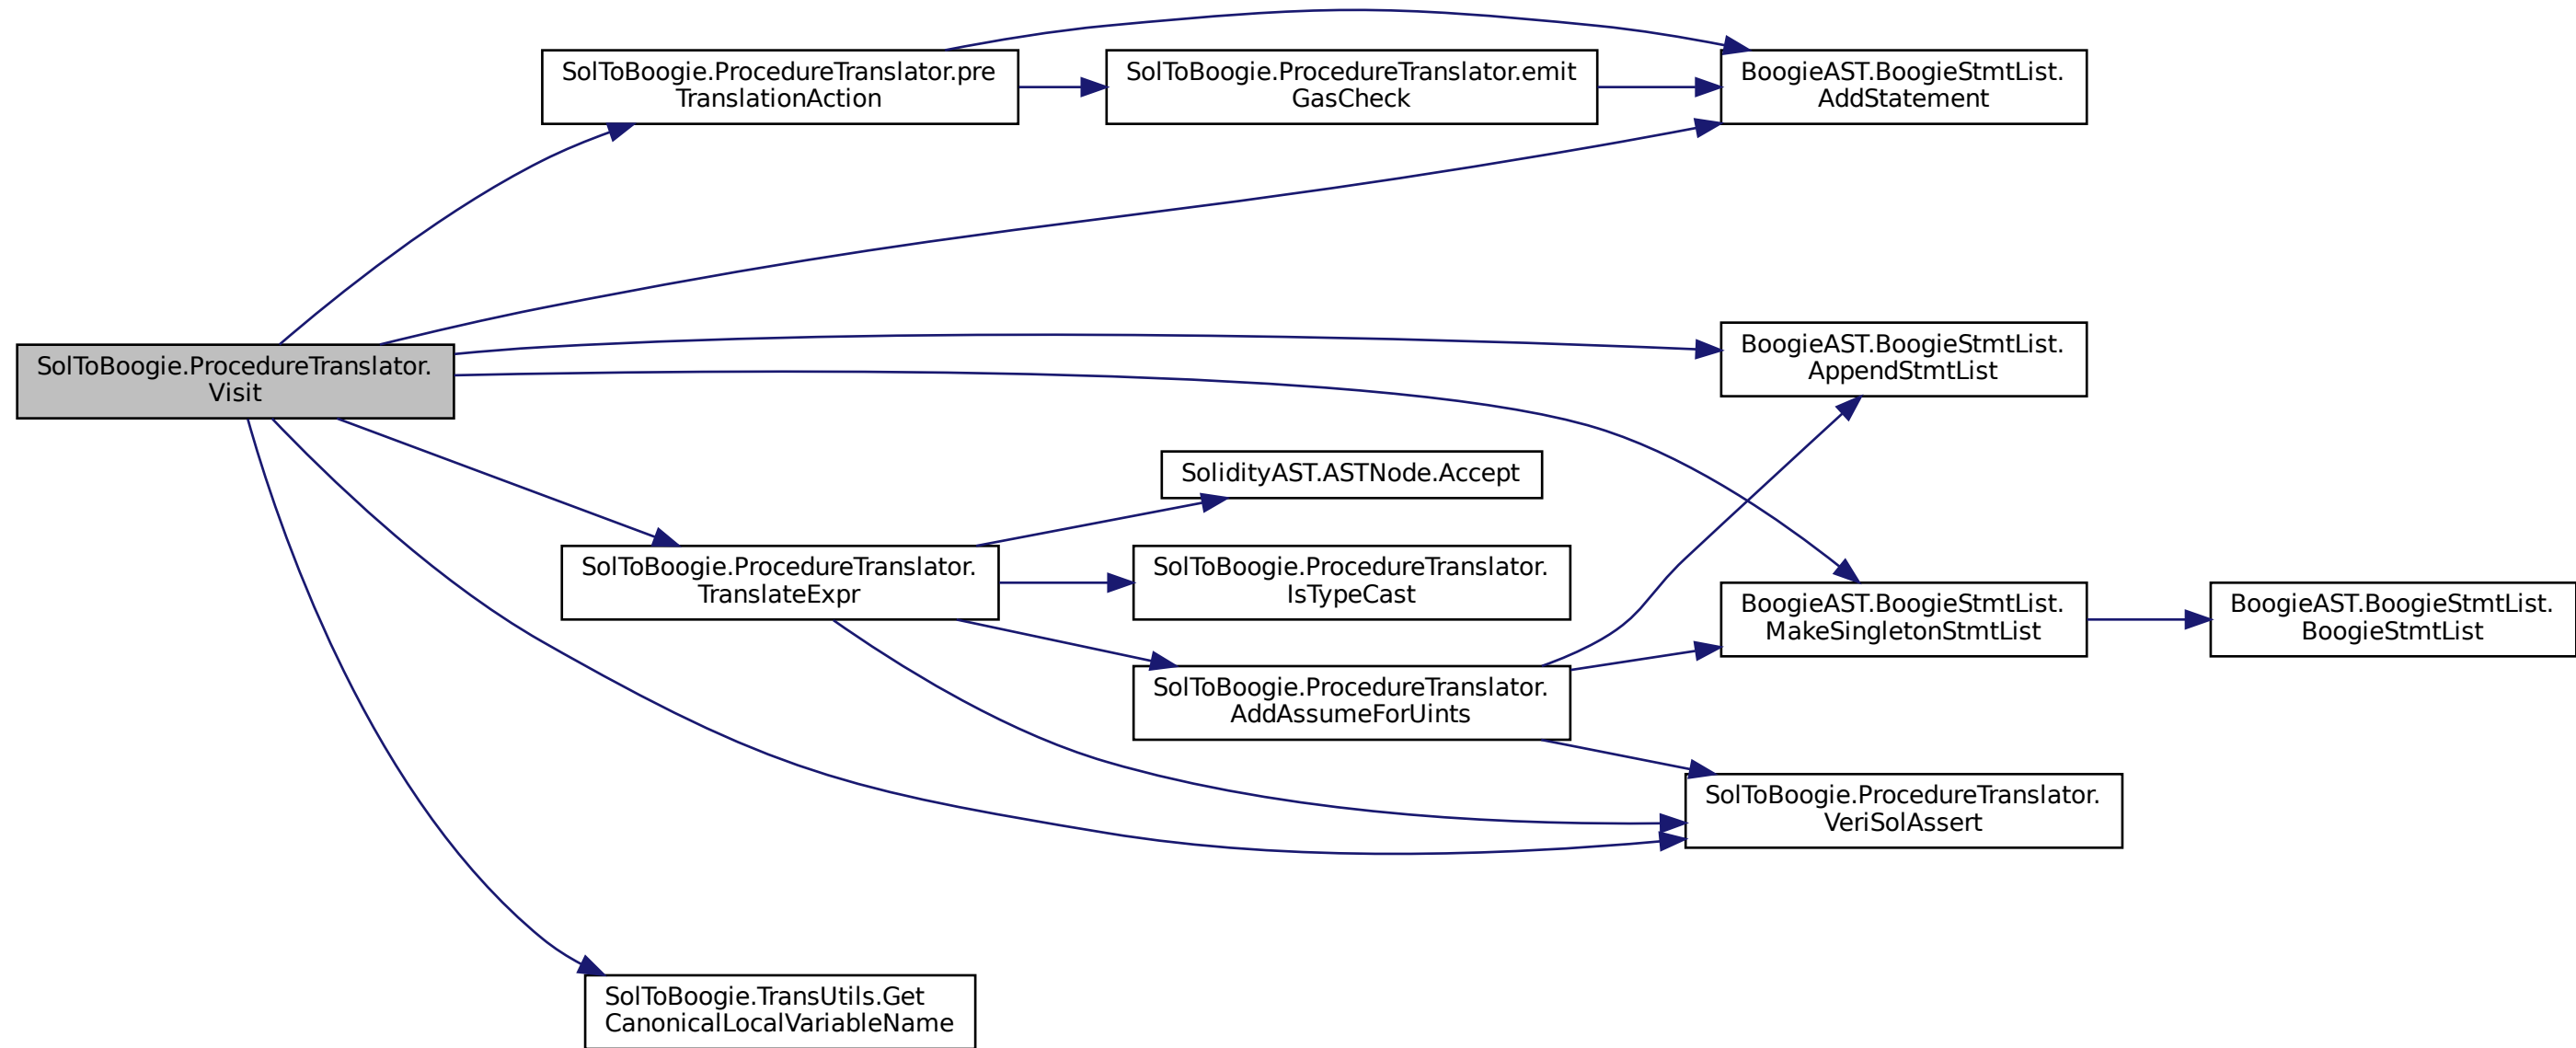 SolToBoogie.ProcedureTranslator.pre
TranslationAction
SolToBoogie.ProcedureTranslator.emit
GasCheck
BoogieAST.BoogieStmtList.
AddStatement
SolToBoogie.ProcedureTranslator.
Visit
BoogieAST.BoogieStmtList.
AppendStmtList
SolidityAST.ASTNode.Accept
SolToBoogie.ProcedureTranslator.
TranslateExpr
SolToBoogie.ProcedureTranslator.
IsTypeCast
BoogieAST.BoogieStmtList.
MakeSingletonStmtList
BoogieAST.BoogieStmtList.
BoogieStmtList
SolToBoogie.ProcedureTranslator.
AddAssumeForUints
SolToBoogie.ProcedureTranslator.
VeriSolAssert
SolToBoogie.TransUtils.Get
CanonicalLocalVariableName